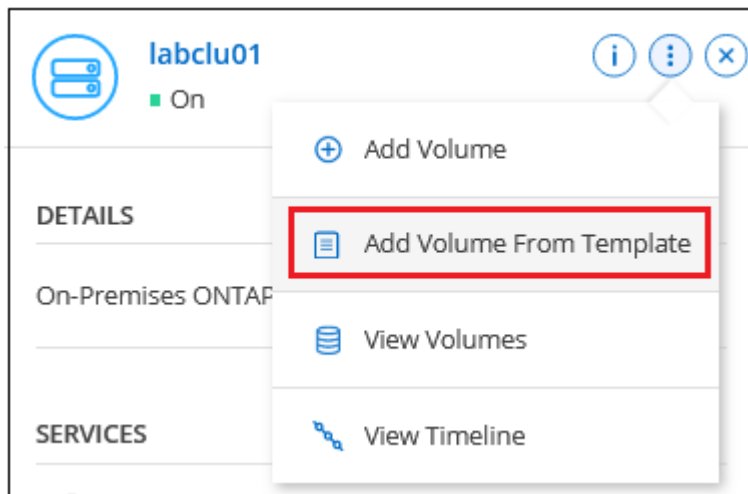 labclu01
On
Add Volume
DETAILS
Add Volume From Template
On-Premises ONTAP
View Volumes
SERVICES
View Timeline